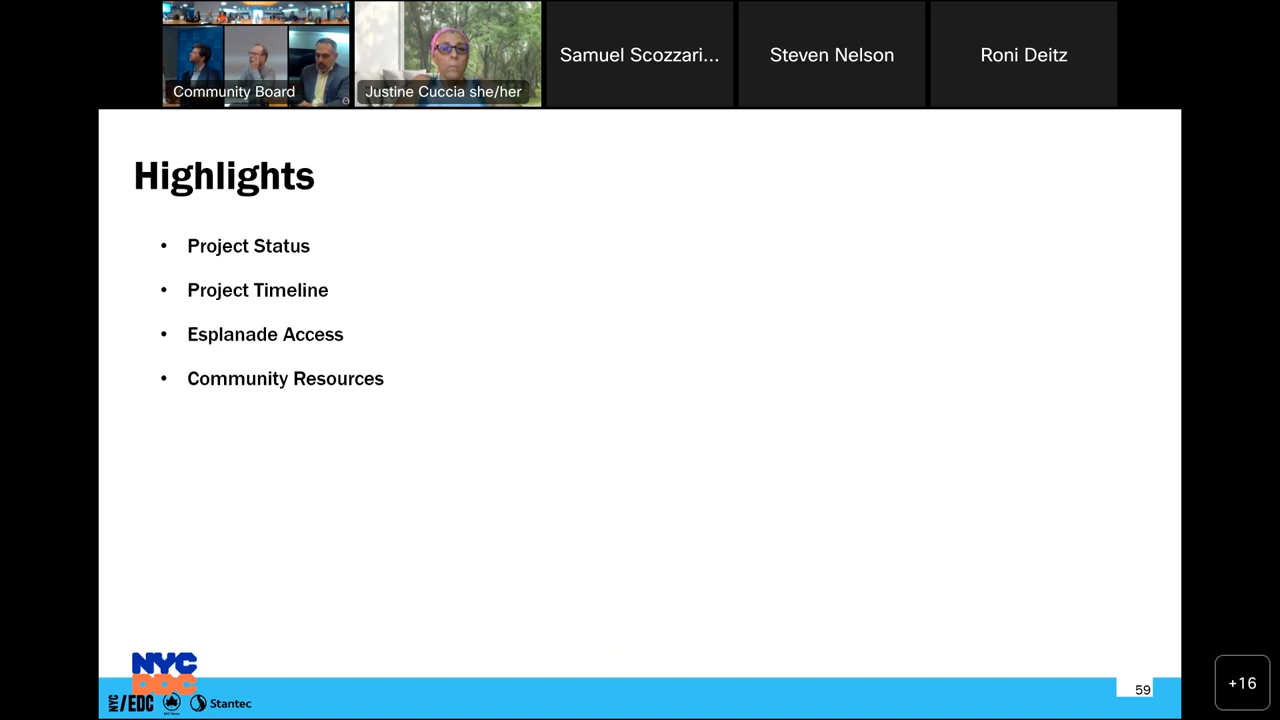 Community Board
Justine Cuccia she/her
Samuel Scozzari...
Steven Nelson
Roni Deitz
Highlights
• Project Status
• Project Timeline
• Esplanade Access
• Community Resources
NYC
DDC
NYC/EDC
Stantec
59
+16